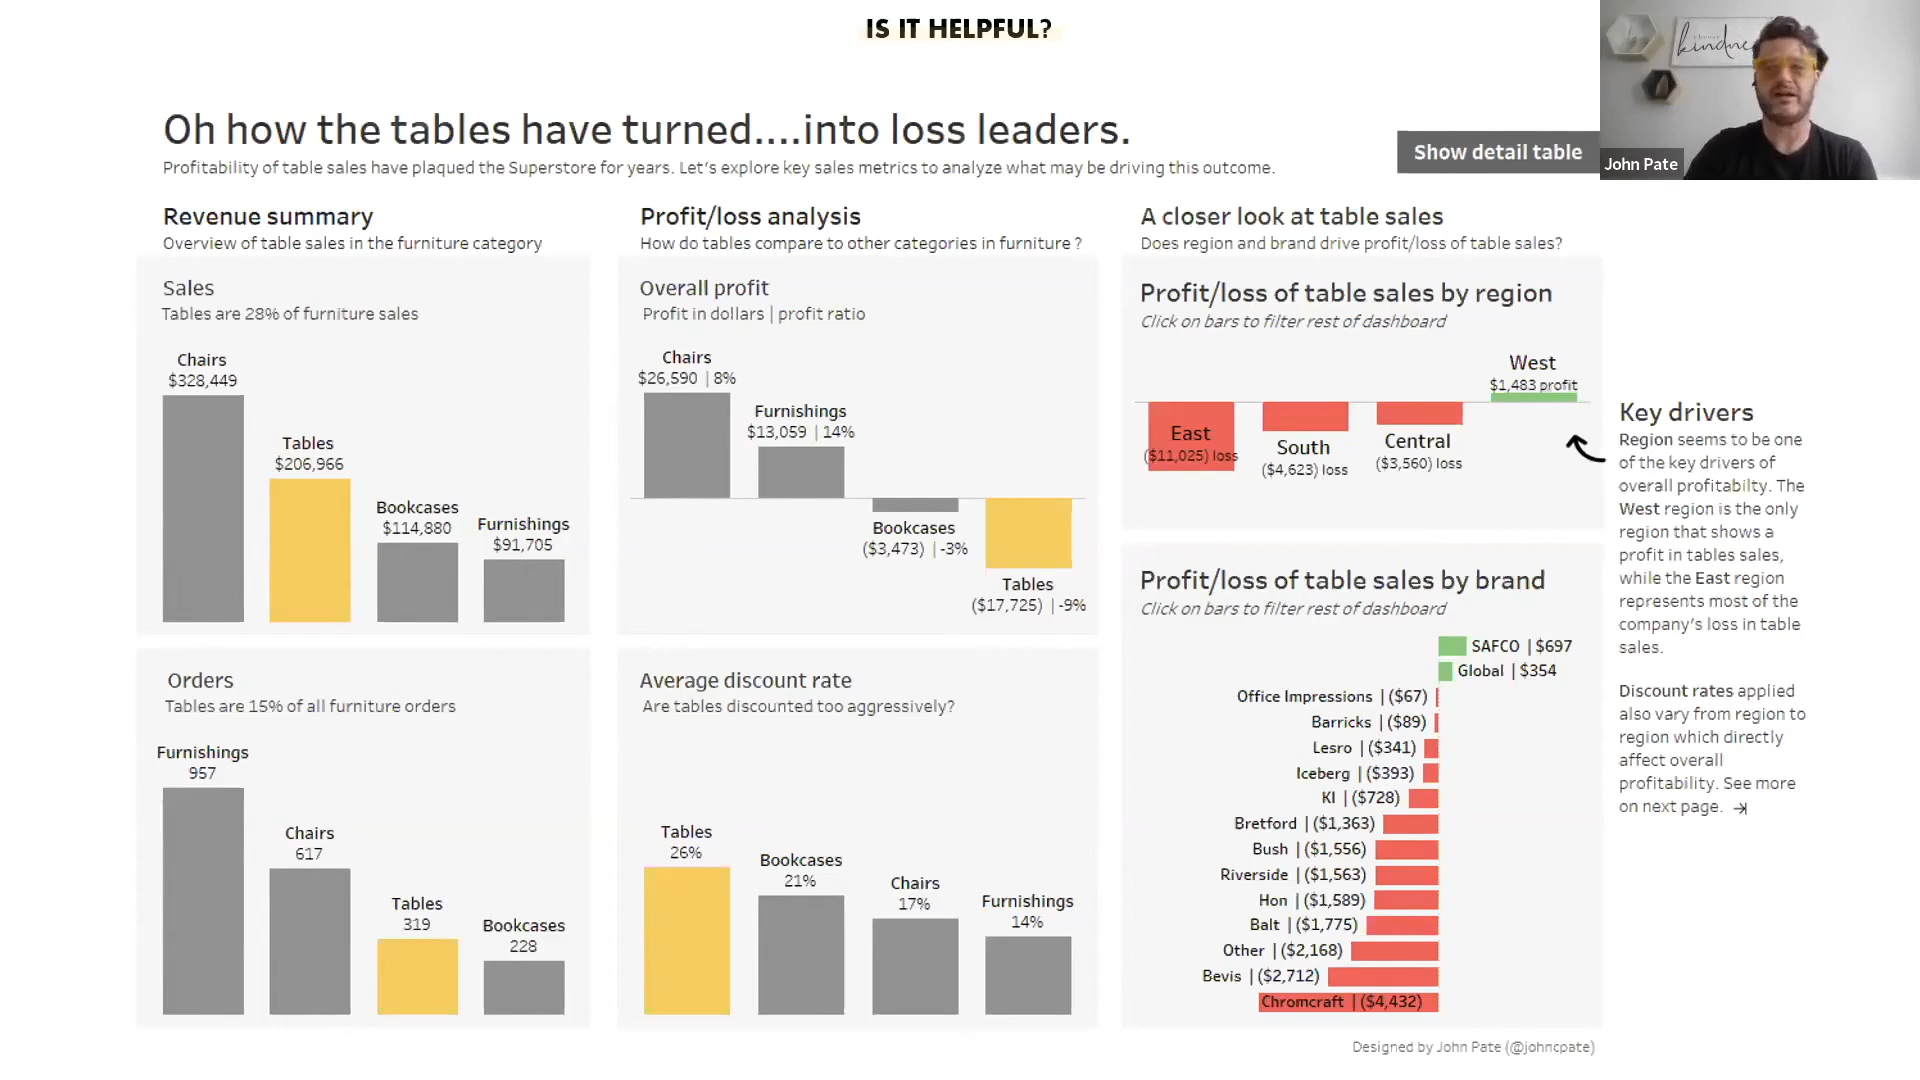 IS IT HELPFUL?
kindne
John Pate
Oh how the tables have turned....into loss leaders.
Profitability of table sales have plaqued the Superstore for years. Let's explore key sales metrics to analyze what may be driving this outcome.
Show detail table
Revenue summary
Overview of table sales in the furniture category
Sales
Tables are 28% of furniture sales
Chairs
$328,449
Tables
$206,966
Bookcases
$114,880
Furnishings
$91,705
Orders
Tables are 15% of all furniture orders
Furnishings
957
Chairs
617
Tables
319
Bookcases
228
Profit/loss analysis
How do tables compare to other categories in furniture ?
Overall profit
Profit in dollars | profit ratio
Chairs
$26,590 | 8%
Furnishings
$13,059 | 14%
Bookcases
($3,473) | -3%
Tables
($17,725) | -9%
Average discount rate
Are tables discounted too aggressively?
Tables
26%
Bookcases
21%
Chairs
17%
Furnishings
14%
A closer look at table sales
Does region and brand drive profit/loss of table sales?
Profit/loss of table sales by region
Click on bars to filter rest of dashboard
East
($11,025) loss
South
($4,623) loss
Central
($3,560) loss
West
$1,483 profit
Profit/loss of table sales by brand
Click on bars to filter rest of dashboard
SAFCO | $697
Global | $354
Office Impressions | ($67)
Barricks | ($89)
Lesro | ($341)
Iceberg | ($393)
KI | ($728)
Bretford | ($1,363)
Bush | ($1,556)
Riverside | ($1,563)
Hon | ($1,589)
Balt | ($1,775)
Other | ($2,168)
Bevis | ($2,712)
Chromcraft | ($4,432)
Key drivers
Region seems to be one
of the key drivers of
overall profitabilty. The
West region is the only
region that shows a
profit in tables sales,
while the East region
represents most of the
company's loss in table
sales.
Discount rates applied
also vary from region to
region which directly
affect overall
profitability. See more
on next page.
Designed by John Pate (@johncpate)